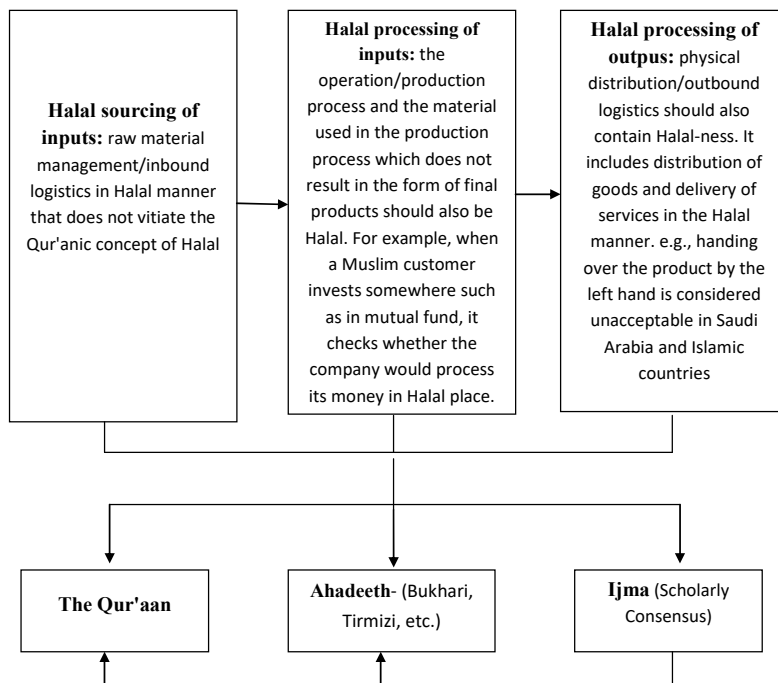 Halal sourcing of
inputs: raw material
management/inbound
logistics in Halal manner
that does not vitiate the
Qur'anic concept of Halal
Halal processing of
inputs: the
operation/production
process and the material
used in the production
process which does not
result in the form of final
products should also be
Halal. For example, when
a Muslim customer
invests somewhere such
as in mutual fund, it
checks whether the
company would process
its money in Halal place.
Halal processing of
outpus: physical
distribution/outbound
logistics should also
contain Halal-ness. It
includes distribution of
goods and delivery of
services in the Halal
manner. e.g., handing
over the product by the
left hand is considered
unacceptable in Saudi
Arabia and Islamic
countries
The Qur'aan
Ahadeeth- (Bukhari,
Tirmizi, etc.)
Ijma (Scholarly
Consensus)